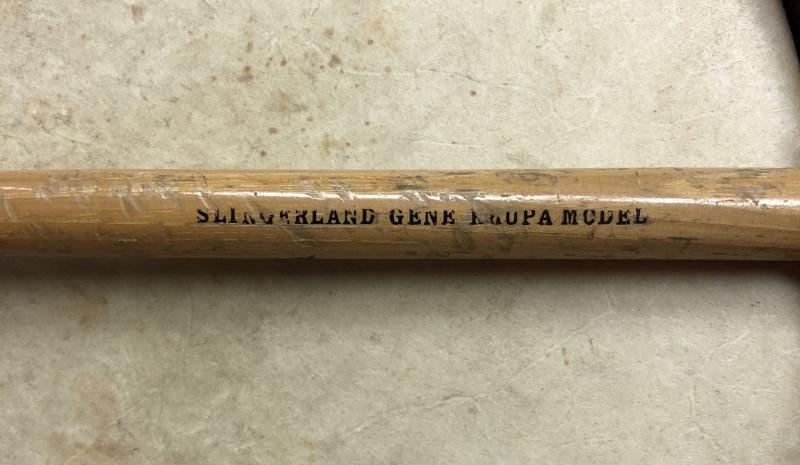 SLINGERLAND GENE KRUPA MODEL